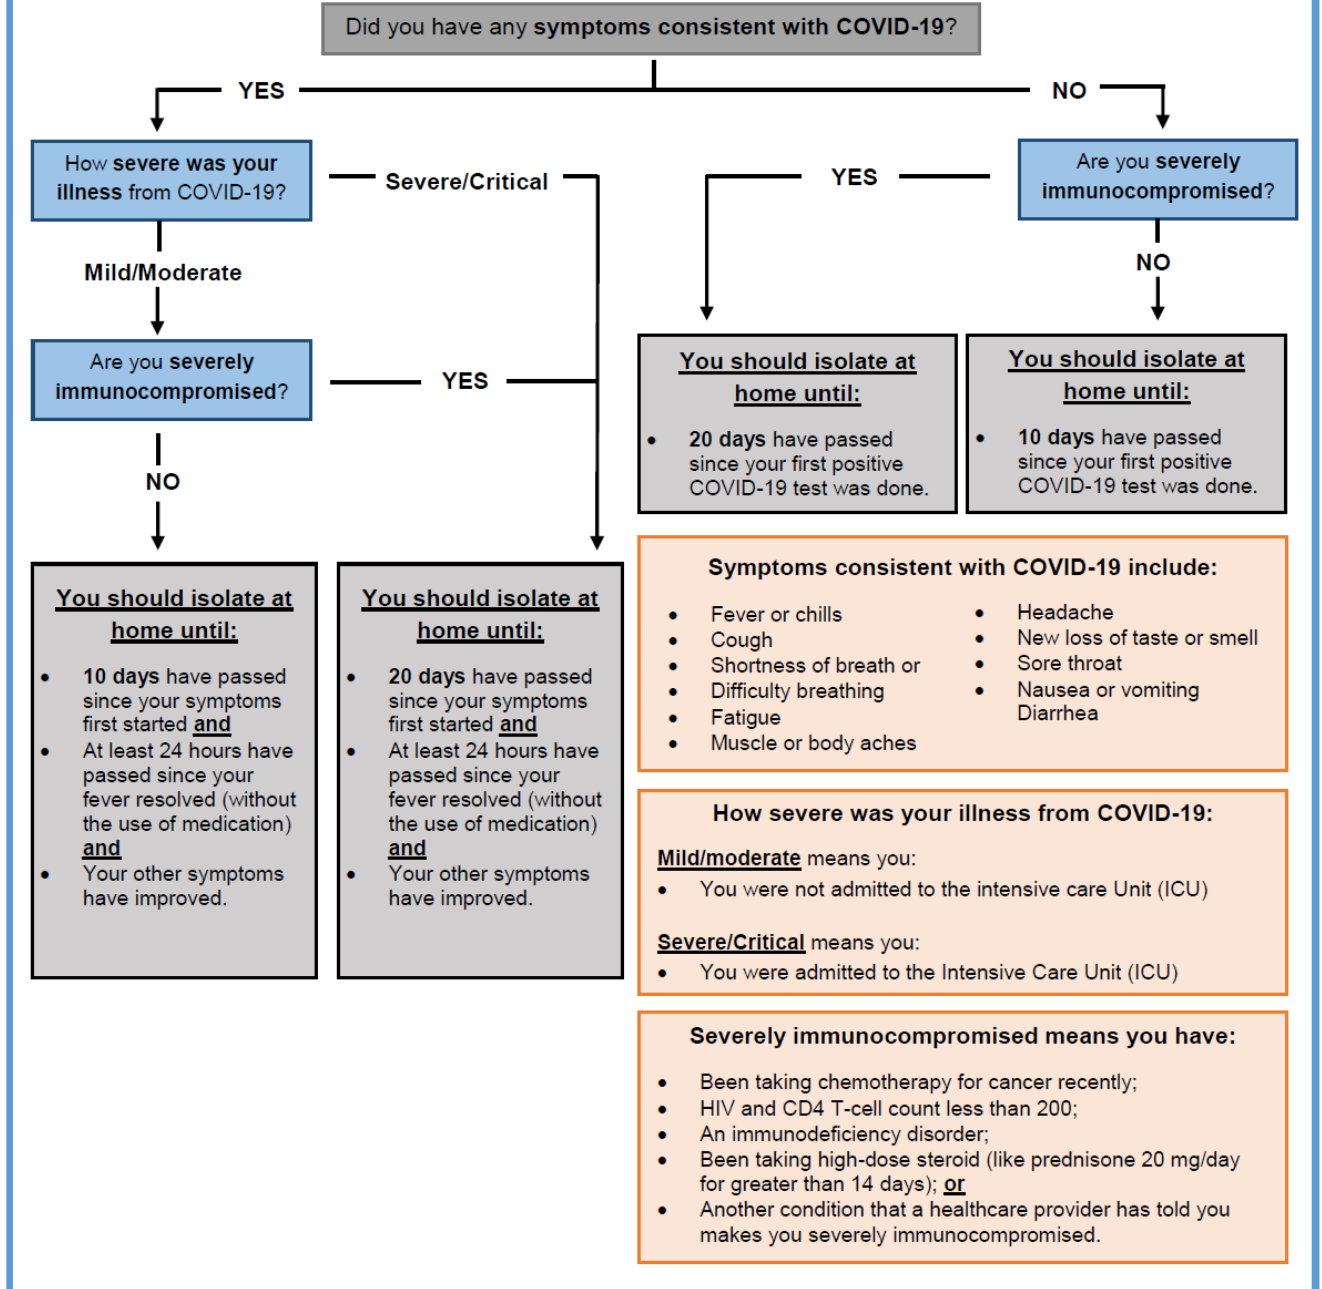 Did you have any symptoms consistent with COVID-19?
YES
NO
How severe was your
illness from COVID-19?
Severe/Critical
YES
Are you severely
immunocompromised?
Mild/Moderate
NO
Are you severely
immunocompromised?
YES
NO
You should isolate at
home until:
• 20 days have passed
since your first positive
COVID-19 test was done.
You should isolate at
home until:
• 10 days have passed
since your first positive
COVID-19 test was done.
You should isolate at
home until:
• 10 days have passed
since your symptoms
first started and
• At least 24 hours have
passed since your
fever resolved (without
the use of medication)
and
• Your other symptoms
have improved.
You should isolate at
home until:
• 20 days have passed
since your symptoms
first started and
• At least 24 hours have
passed since your
fever resolved (without
the use of medication)
and
• Your other symptoms
have improved.
Symptoms consistent with COVID-19 include:
• Fever or chills
• Cough
• Shortness of breath or
• Difficulty breathing
• Fatigue
• Muscle or body aches
• Headache
• New loss of taste or smell
• Sore throat
• Nausea or vomiting
Diarrhea
How severe was your illness from COVID-19:
Mild/moderate means you:
• You were not admitted to the intensive care Unit (ICU)
Severe/Critical means you:
• You were admitted to the Intensive Care Unit (ICU)
Severely immunocompromised means you have:
• Been taking chemotherapy for cancer recently;
• HIV and CD4 T-cell count less than 200;
• An immunodeficiency disorder;
• Been taking high-dose steroid (like prednisone 20 mg/day
for greater than 14 days); or
• Another condition that a healthcare provider has told you
makes you severely immunocompromised.